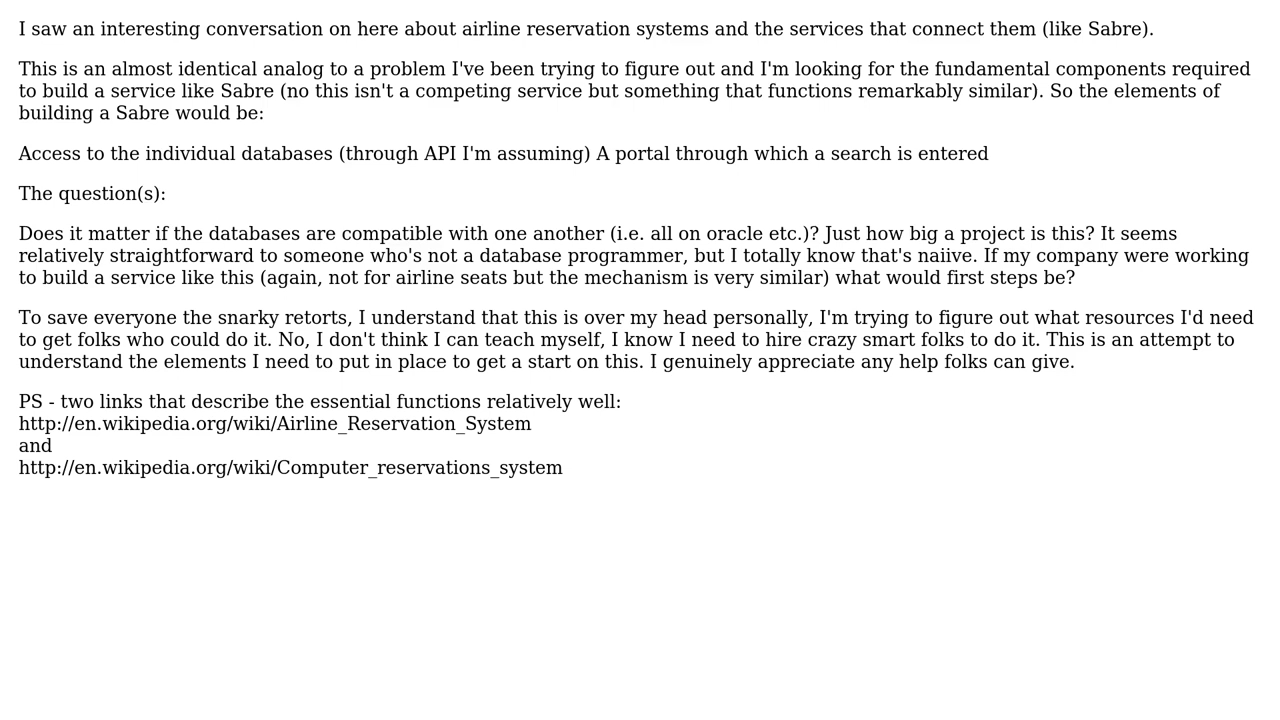 I saw an interesting conversation on here about airline reservation systems and the services that connect them (like Sabre).
This is an almost identical analog to a problem I've been trying to figure out and I'm looking for the fundamental components required
to build a service like Sabre (no this isn't a competing service but something that functions remarkably similar). So the elements of
building a Sabre would be:
Access to the individual databases (through API I'm assuming) A portal through which a search is entered
The question(s):
Does it matter if the databases are compatible with one another (i.e. all on oracle etc.)? Just how big a project is this? It seems
relatively straightforward to someone who's not a database programmer, but I totally know that's naiive. If my company were working
to build a service like this (again, not for airline seats but the mechanism is very similar) what would first steps be?
To save everyone the snarky retorts, I understand that this is over my head personally, I'm trying to figure out what resources I'd need
to get folks who could do it. No, I don't think I can teach myself, I know I need to hire crazy smart folks to do it. This is an attempt to
understand the elements I need to put in place to get a start on this. I genuinely appreciate any help folks can give.
PS - two links that describe the essential functions relatively well:
http://en.wikipedia.org/wiki/Airline_Reservation_System
and
http://en.wikipedia.org/wiki/Computer_reservations_system